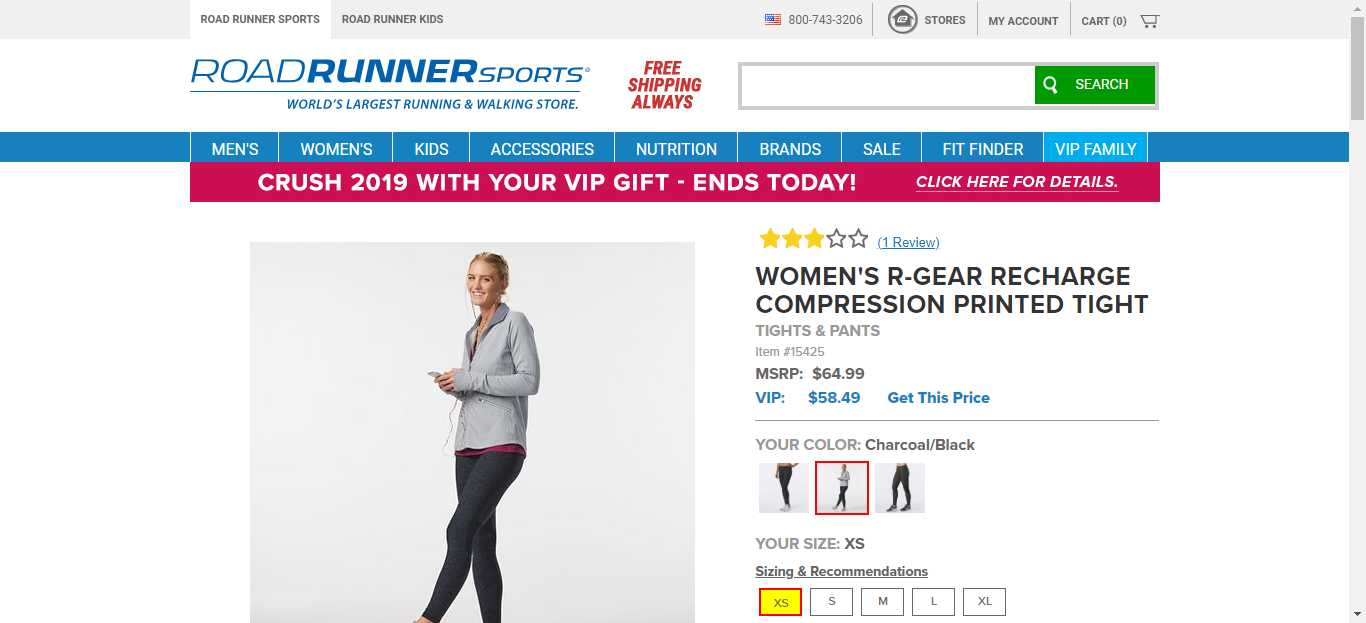 ROAD RUNNER SPORTS
ROAD RUNNER KIDS
800-743-3206
STORES
MY ACCOUNT
CART (0)
ROADRUNNERSPORTS®
WORLD'S LARGEST RUNNING & WALKING STORE.
FREE
SHIPPING
ALWAYS
SEARCH
MEN'S
WOMEN'S
KIDS
ACCESSORIES
NUTRITION
BRANDS
SALE
FIT FINDER
VIP FAMILY
CRUSH 2019 WITH YOUR VIP GIFT - ENDS TODAY!
CLICK HERE FOR DETAILS.
(1 Review)
WOMEN'S R-GEAR RECHARGE
COMPRESSION PRINTED TIGHT
TIGHTS & PANTS
Item #15425
MSRP: $64.99
VIP: $58.49 Get This Price
YOUR COLOR: Charcoal/Black
YOUR SIZE: XS
Sizing & Recommendations
XS
S
M
L
XL